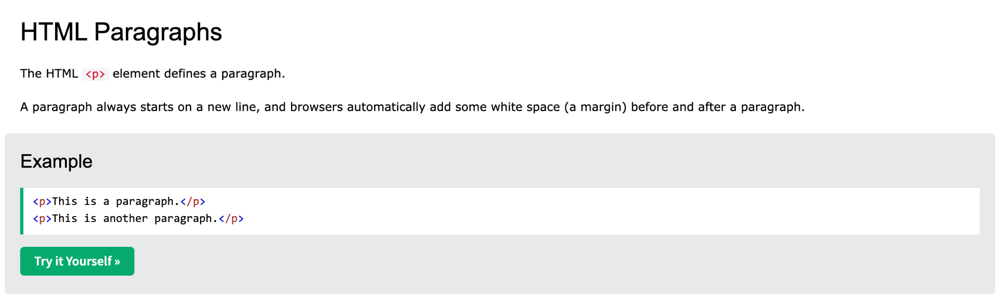 HTML Paragraphs
The HTML <p> element defines a paragraph.
A paragraph always starts on a new line, and browsers automatically add some white space (a margin) before and after a paragraph.
Example
<p>This is a paragraph.</p>
<p>This is another paragraph.</p>
Try it Yourself »